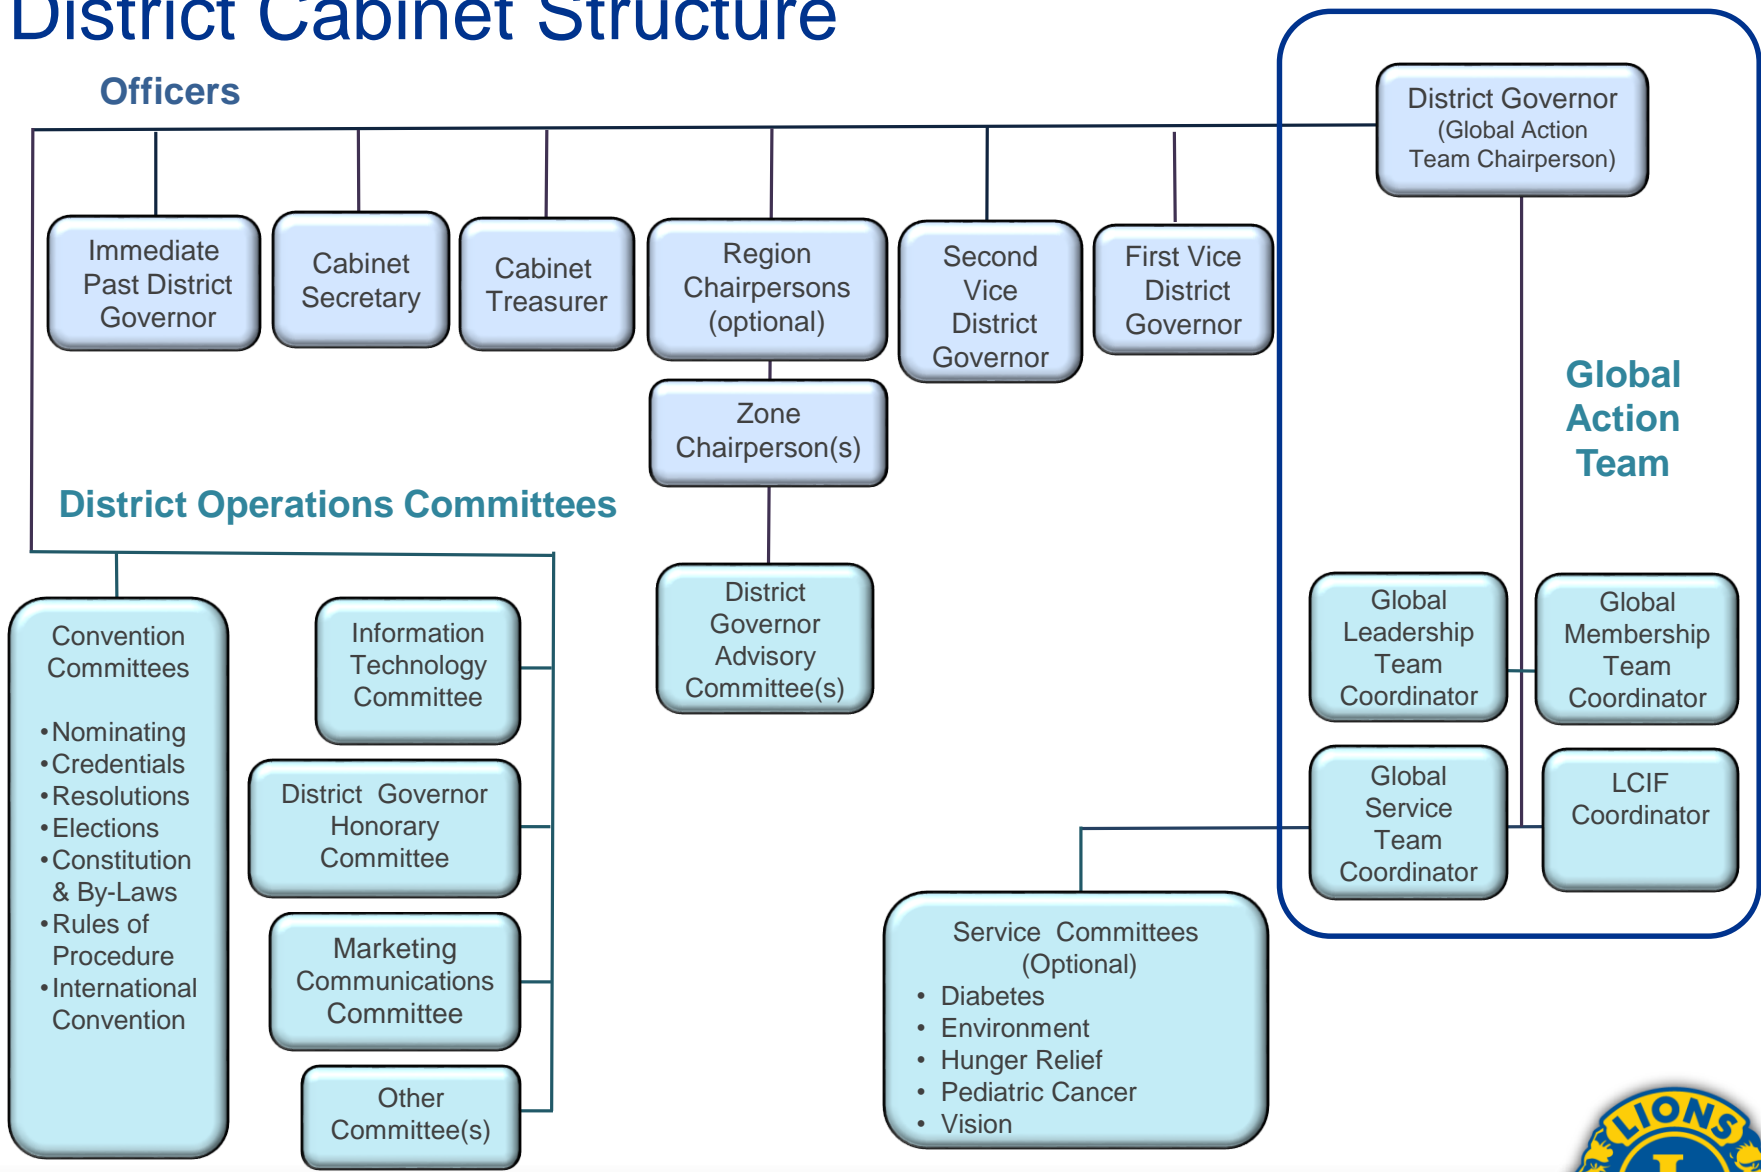 District Cabinet Structure
Officers
District Governor
(Global Action
Team Chairperson)
Immediate
Past District
Governor
Cabinet
Secretary
Cabinet
Treasurer
Region
Chairpersons
(optional)
Second
Vice
District
Governor
First Vice
District
Governor
Zone
Chairperson(s)
Global
Action
Team
District Operations Committees
District
Governor
Advisory
Committee(s)
Convention
Committees
•Nominating
•Credentials
•Resolutions
•Elections
•Constitution
& By-Laws
•Rules of
Procedure
•International
Convention
Information
Technology
Committee
District  Governor
Honorary
Committee
Marketing
Communications
Committee
Other
Committee(s)
Global
Leadership
Team
Coordinator
Global
Membership
Team
Coordinator
Global
Service
Team
Coordinator
LCIF
Coordinator
Service  Committees
(Optional)
• Diabetes
• Environment
• Hunger Relief
• Pediatric Cancer
• Vision
LIONS
L